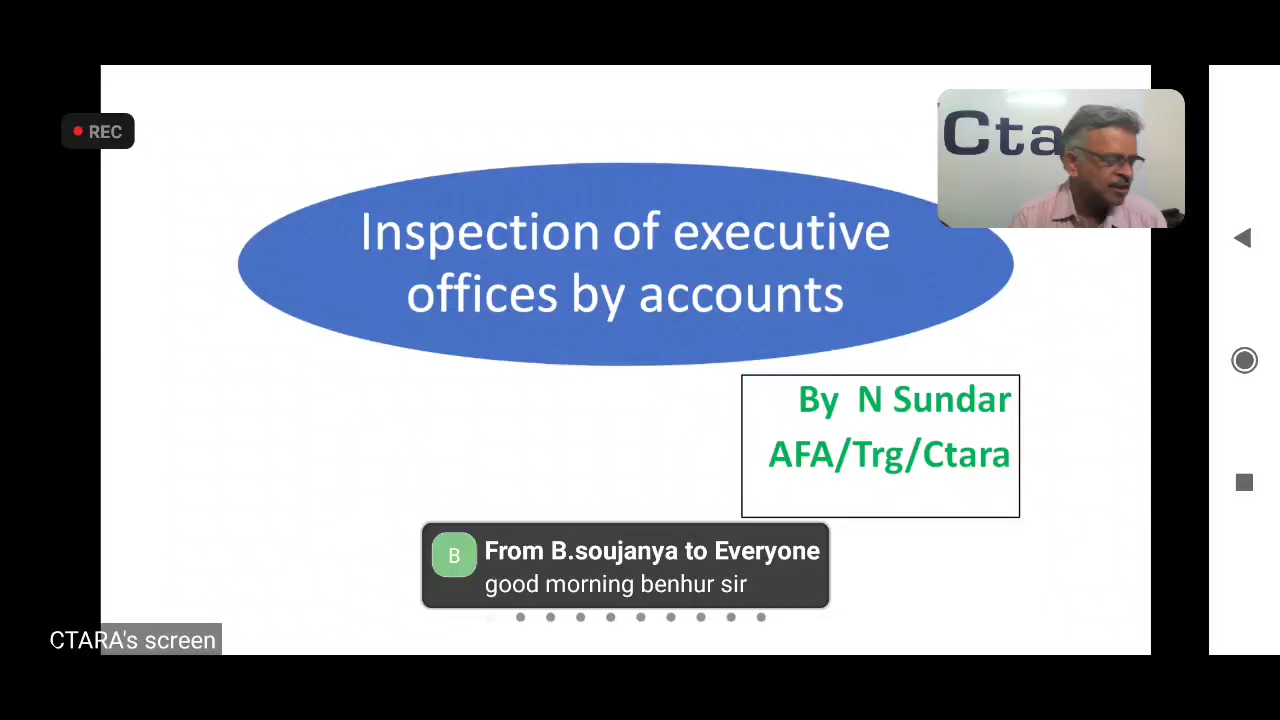 REC
Cta
Inspection of executive
offices by accounts
By N Sundar
AFA/Trg/Ctara
B
From B.soujanya to Everyone
good morning benhur sir
CTARA's screen